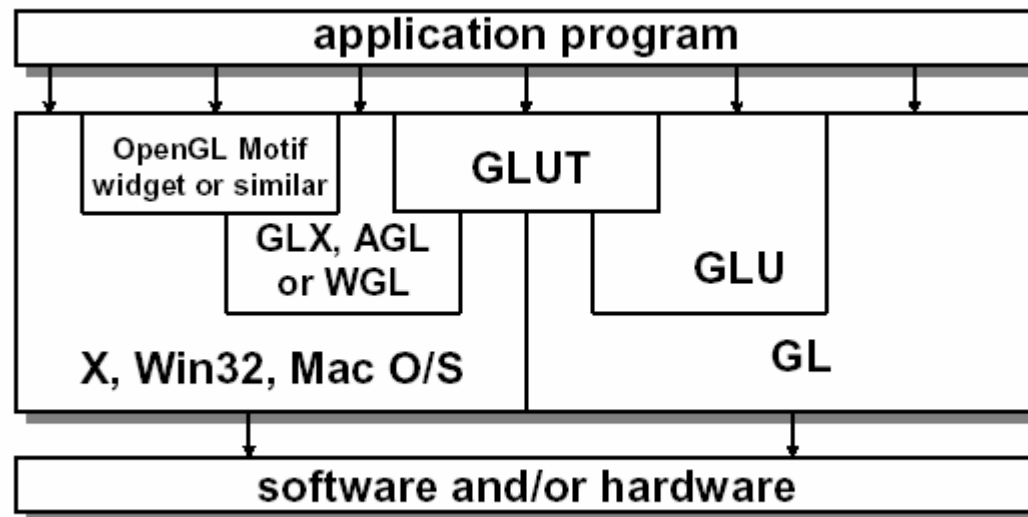 application program
OpenGL Motif
widget or similar
GLUT
GLX, AGL
or WGL
GLU
X, Win32, Mac O/S
GL
software and/or hardware